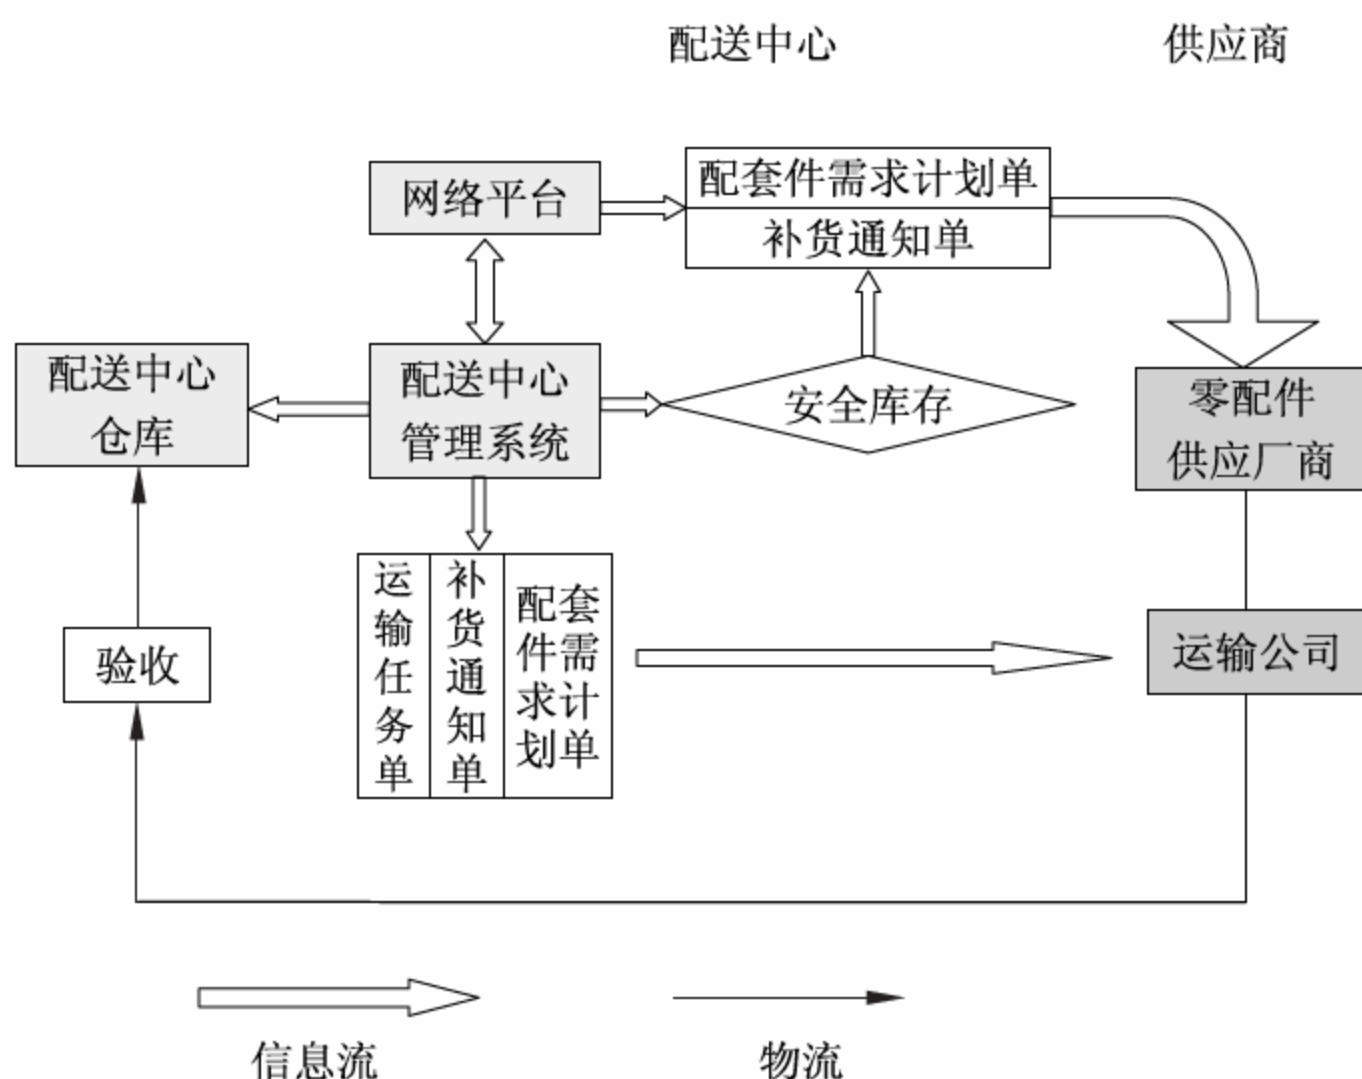 配送中心
供应商
网络平台
配套件需求计划单
补货通知单
配送中心
仓库
配送中心
管理系统
安全库存
零配件
供应厂商
运输任务单
补货通知单
配套
件需
求计
划单
验收
运输公司
信息流
物流